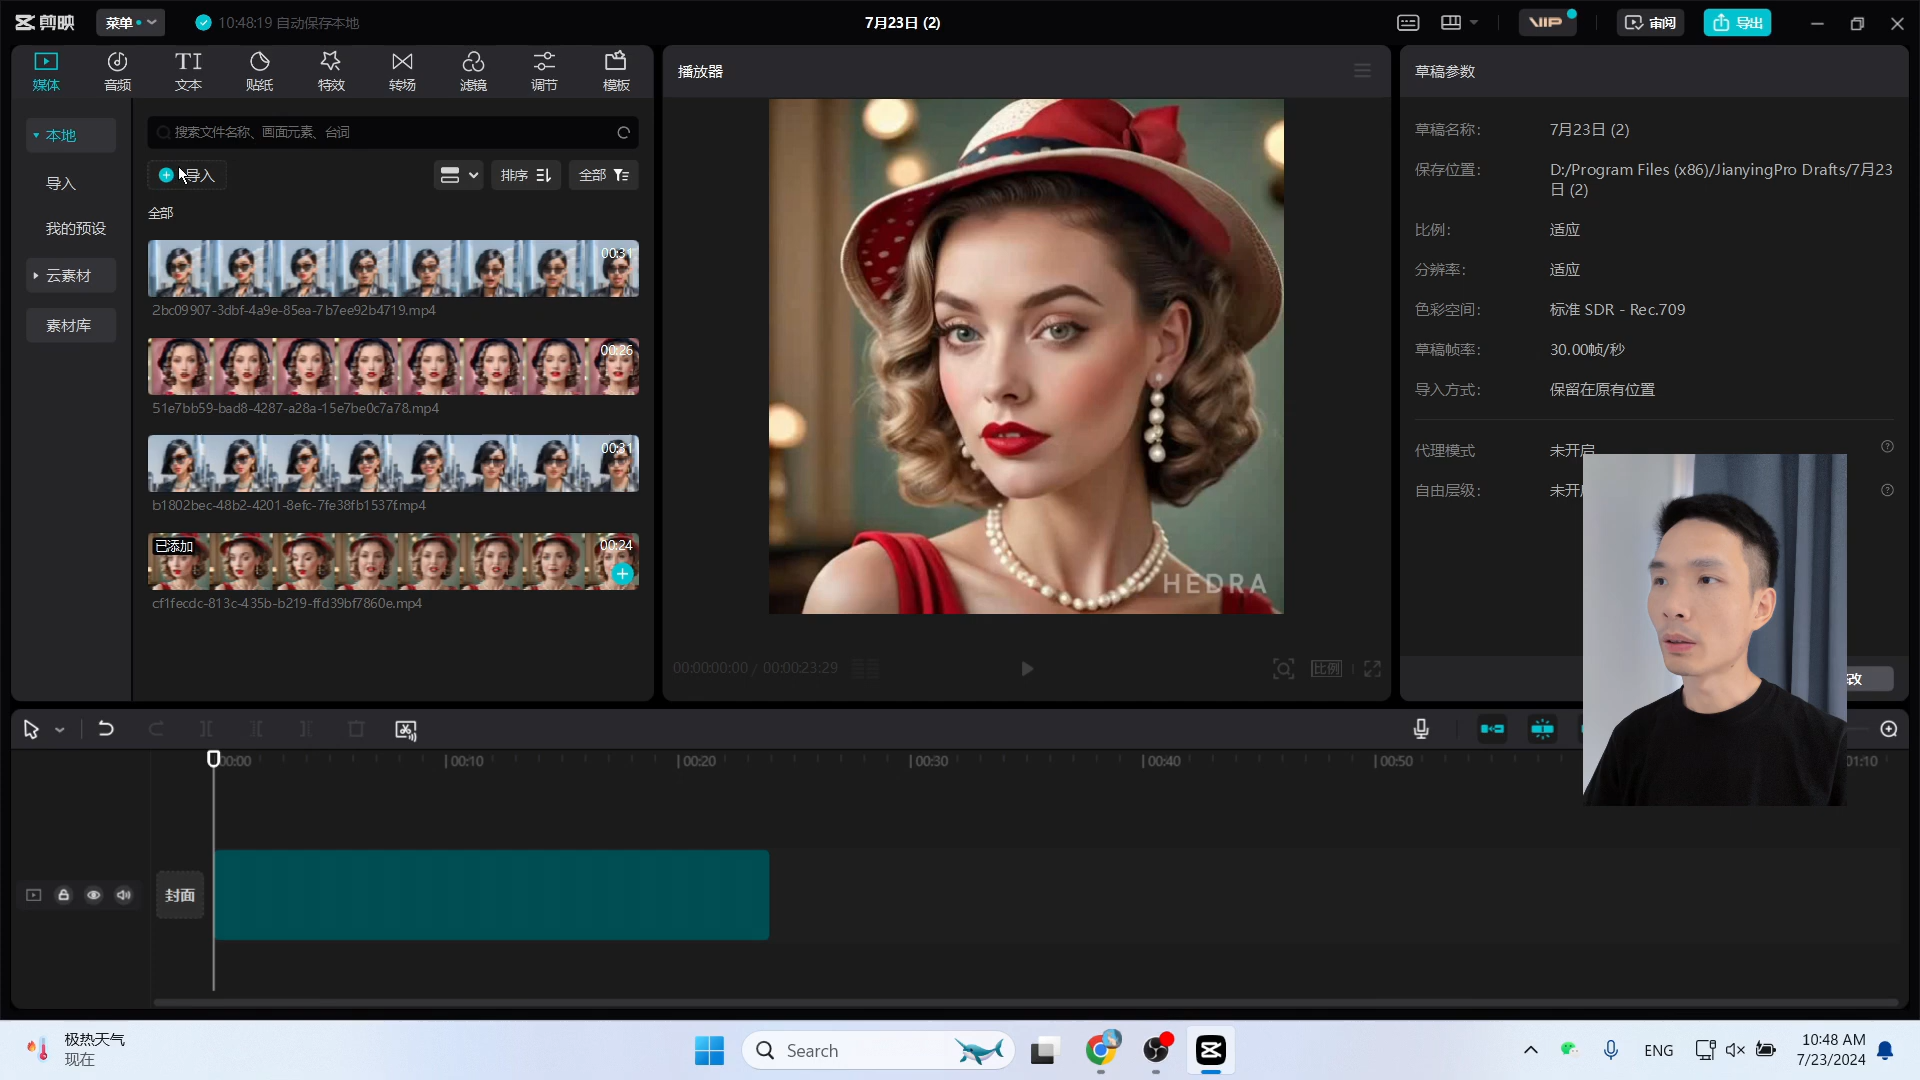 剪映
菜单
10:48:19 自动保存本地
7月23日 (2)
VIP
审阅
导出
媒体
音频
文本
贴纸
特效
转场
滤镜
调节
模板
本地
导入
我的预设
云素材
素材库
搜索文件名称、画面元素、台词
导入
排序
全部
全部
00:31
2bc09907-3dbf-4a9e-85ea-7b7ee92b4719.mp4
00:26
51e7bb59-bad8-4287-a28a-15e7be0c7a78.mp4
00:31
b1802bec-48b2-4201-8efc-7fe38fb1537f.mp4
已添加
00:24
cf1fecdc-813c-435b-b219-ffd39bf7860e.mp4
播放器
HEDRA
00:00:00:00 / 00:00:23:29
比例
草稿参数
草稿名称:
7月23日 (2)
保存位置:
D:/Program Files (x86)/JianyingPro Drafts/7月23
日 (2)
比例:
适应
分辨率:
适应
色彩空间:
标准 SDR - Rec.709
草稿帧率:
30.00帧/秒
导入方式:
保留在原有位置
代理模式
未开启
自由层级:
未开
改
00:00
00:10
00:20
00:30
00:40
00:50
01:10
封面
极热天气
现在
Search
ENG
10:48 AM
7/23/2024